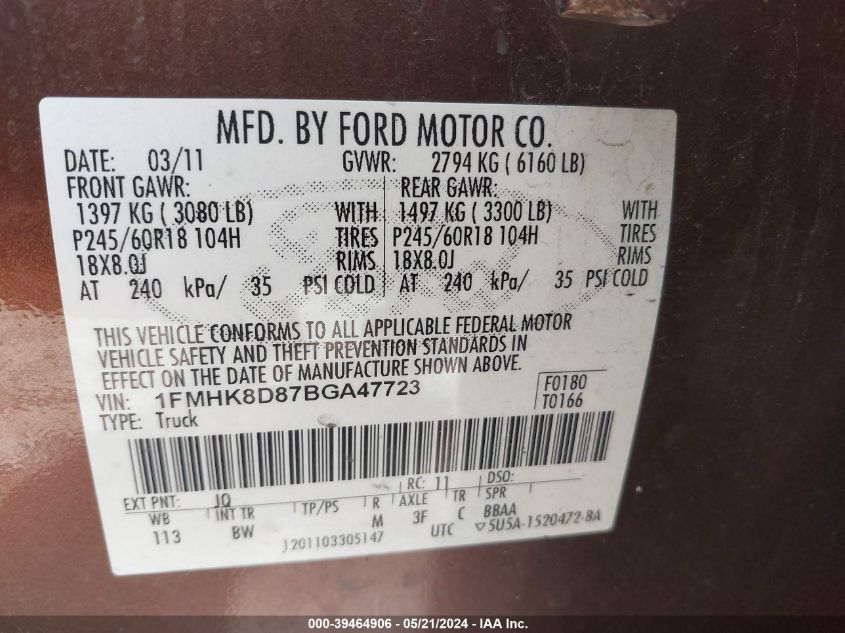 MFD. BY FORD MOTOR CO.
DATE: 03/11 GVWR: 2794 KG ( 6160 LB)
FRONT GAWR: REAR GAWR:
1397 KG ( 3080 LB) WITH 1497 KG ( 3300 LB) WITH
P245/60R18 104H TIRES P245/60R18 104H TIRES
18X8.0J RIMS 18X8.0J RIMS
AT 240 kPa/ 35 PSI COLD AT 240 kPa/ 35 PSI COLD
THIS VEHICLE CONFORMS TO ALL APPLICABLE FEDERAL MOTOR
VEHICLE SAFETY AND THEFT PREVENTION STANDARDS IN
EFFECT ON THE DATE OF MANUFACTURE SHOWN ABOVE.
VIN: 1FMHK8D87BGA47723 F0180
TYPE: Truck T0166
EXT PNT: JQ RC: 11 DSO:
WB INT TR TP/PS R AXLE TR SPR
113 BW M 3F C BBAA
1201103305147 UTC ▽5U5A-1520472-BA
000-39464906 - 05/21/2024 - IAA Inc.